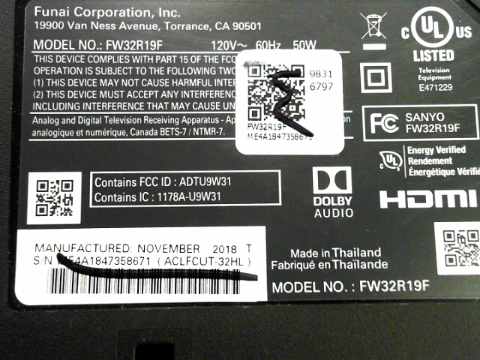 Funai Corporation, Inc.
19900 Van Ness Avenue, Torrance, CA 90501
MODEL NO.: FW32R19F 120V~ 60Hz 50W
THIS DEVICE COMPLIES WITH PART 15 OF THE FCC
OPERATION IS SUBJECT TO THE FOLLOWING TWO
(1) THIS DEVICE MAY NOT CAUSE HARMFUL INTERF
(2) THIS DEVICE MUST ACCEPT ANY INTERFERENCE
INCLUDING INTERFERENCE THAT MAY CAUSE UN
Analog and Digital Television Receiving Apparatus - Ap
analogique et numérique, Canada BETS-7 / NTMR-7.
9831
6797
FW32R19F
ME4A1847358671
C UL US
LISTED
Television
Equipment
E471229
FC SANYO
FW32R19F
Energy Verified
Rendement
Énergétique Vérifié
Contains FCC ID : ADTU9W31
Contains IC : 1178A-U9W31
DOLBY
AUDIO
HDMI
MANUFACTURED: NOVEMBER 2018 T
S N ME4A1847358671 ( ACLFCUT-32HL )
Made in Thailand
Fabriqué en Thaïlande
MODEL NO.: FW32R19F